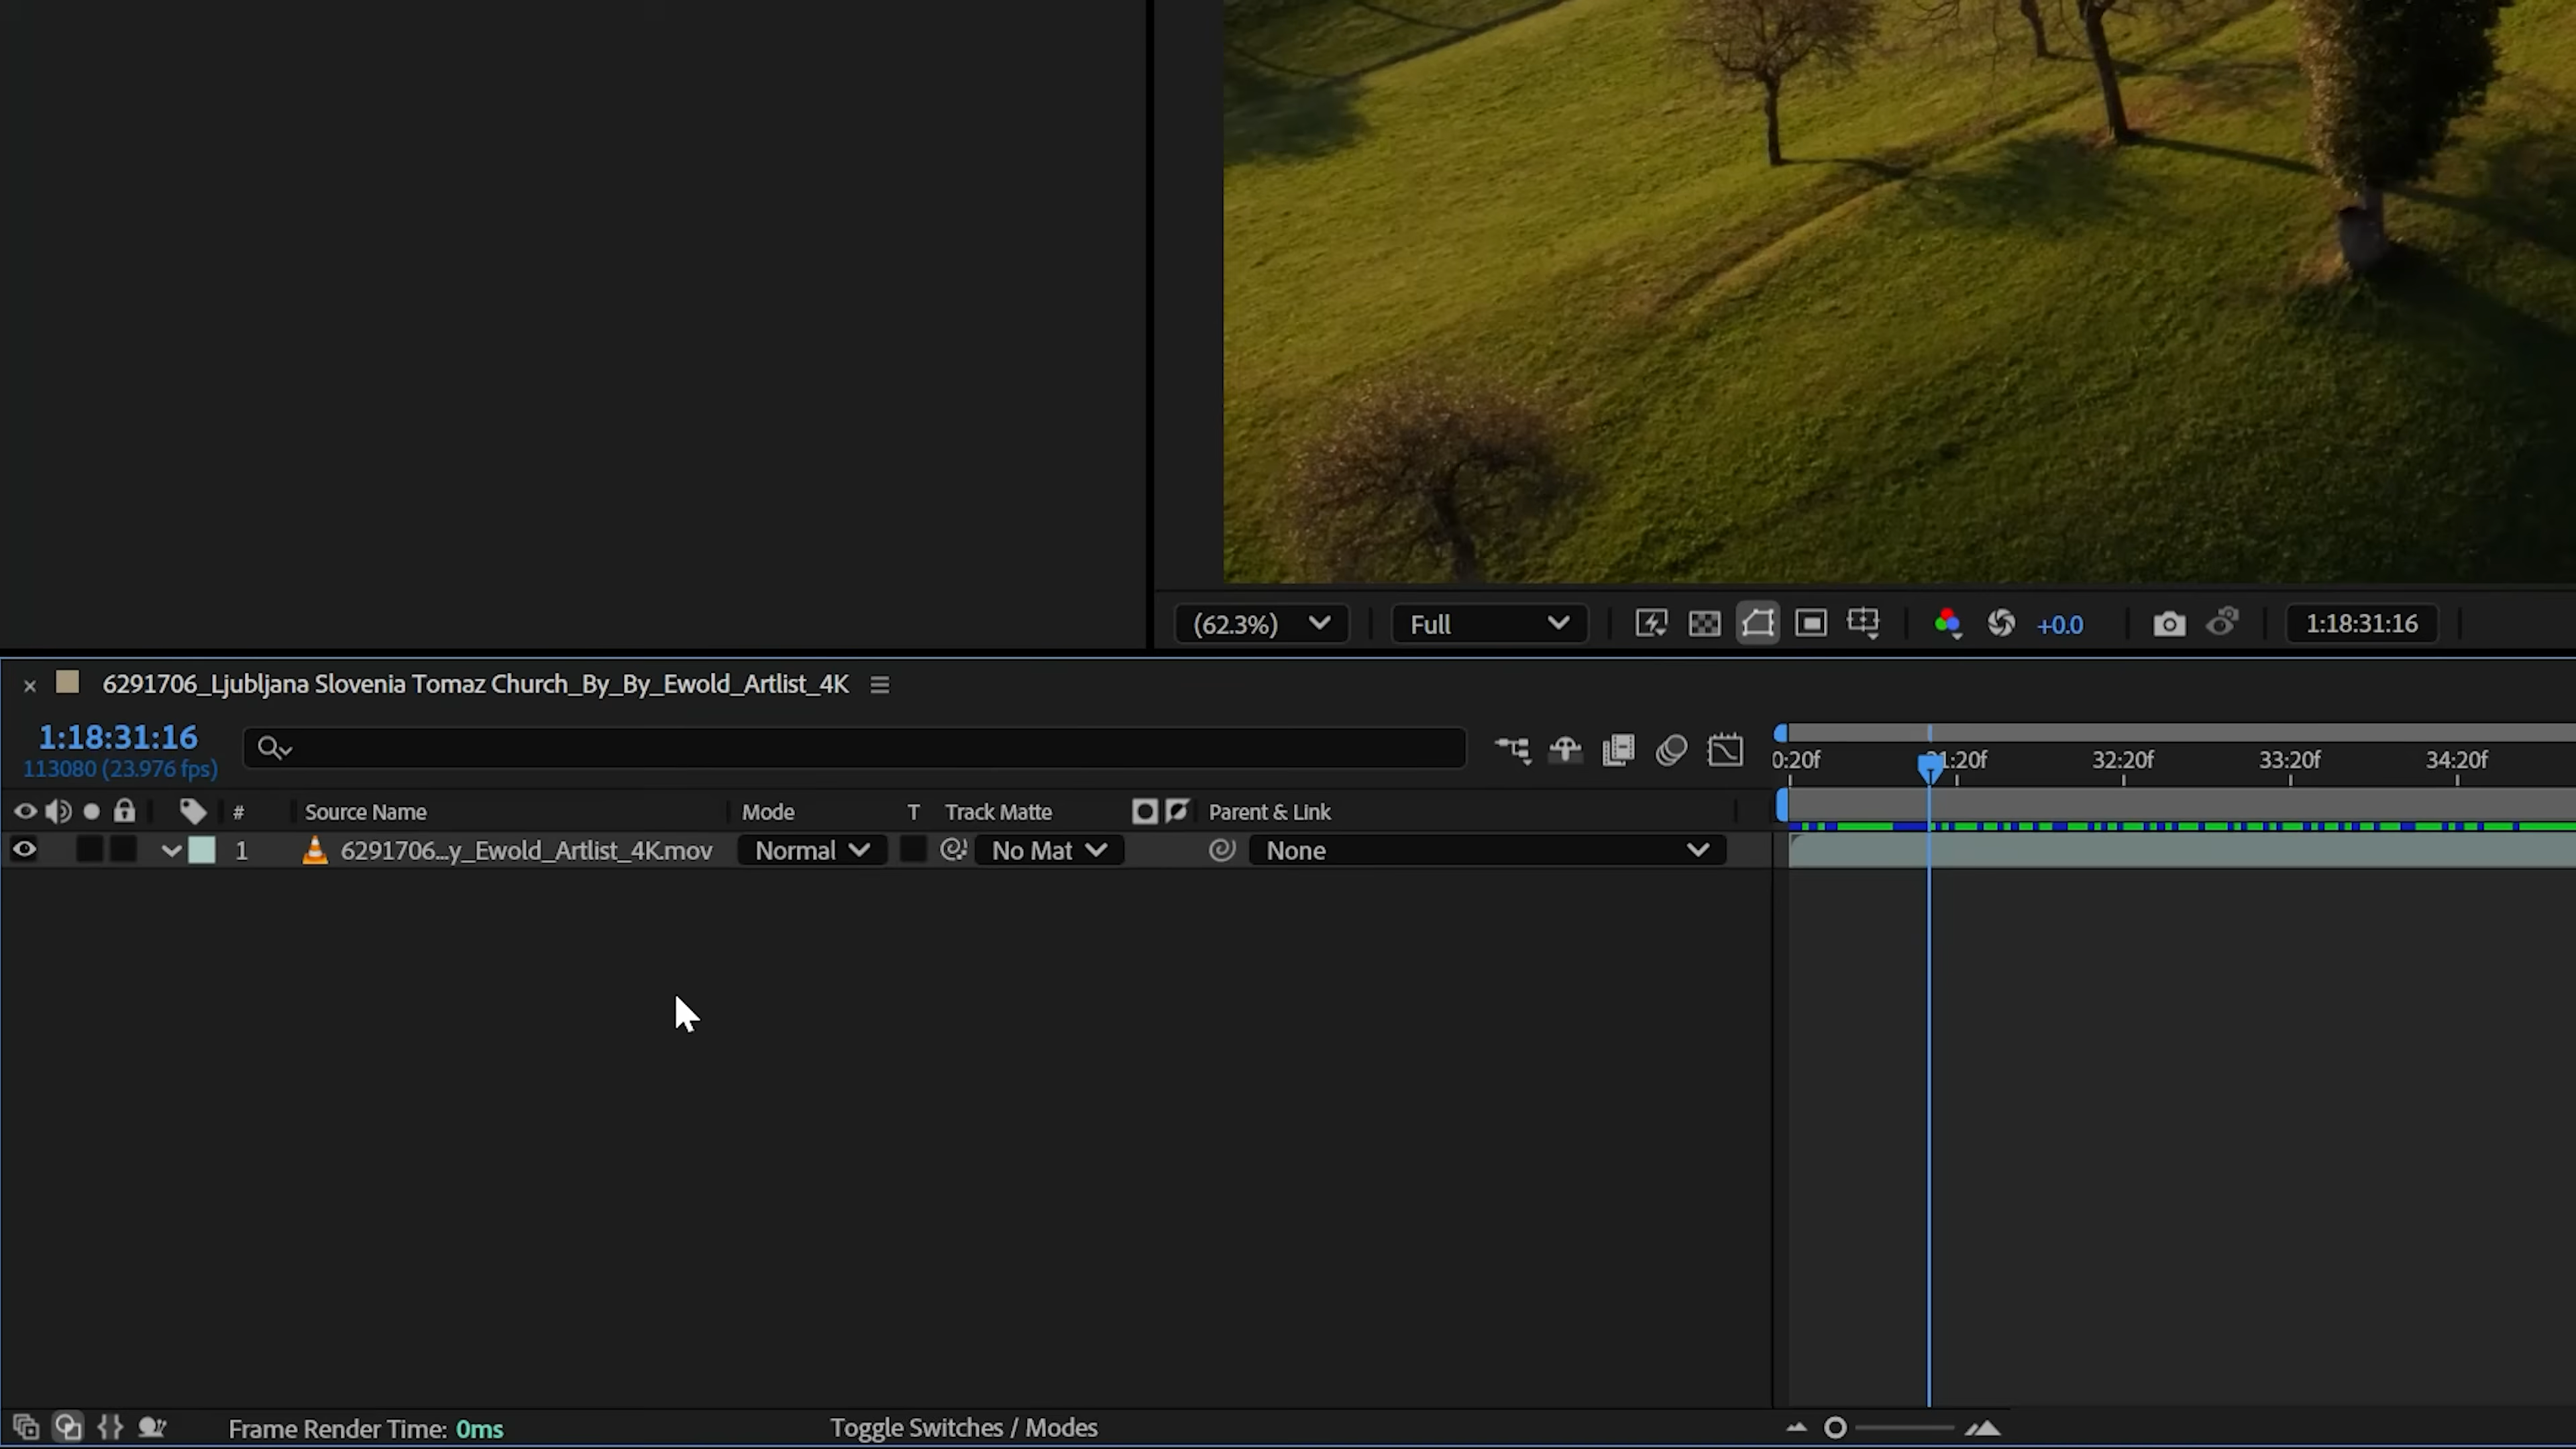 (62.3%) Full +0.0 1:18:31:16
6291706_Ljubljana Slovenia Tomaz Church_By_By_Ewold_Artlist_4K
1:18:31:16
113080 (23.976 fps)
0:20f 1:20f 32:20f 33:20f 34:20f
# Source Name Mode T Track Matte Parent & Link
1 6291706...y_Ewold_Artlist_4K.mov Normal No Mat None
Frame Render Time: 0ms Toggle Switches / Modes